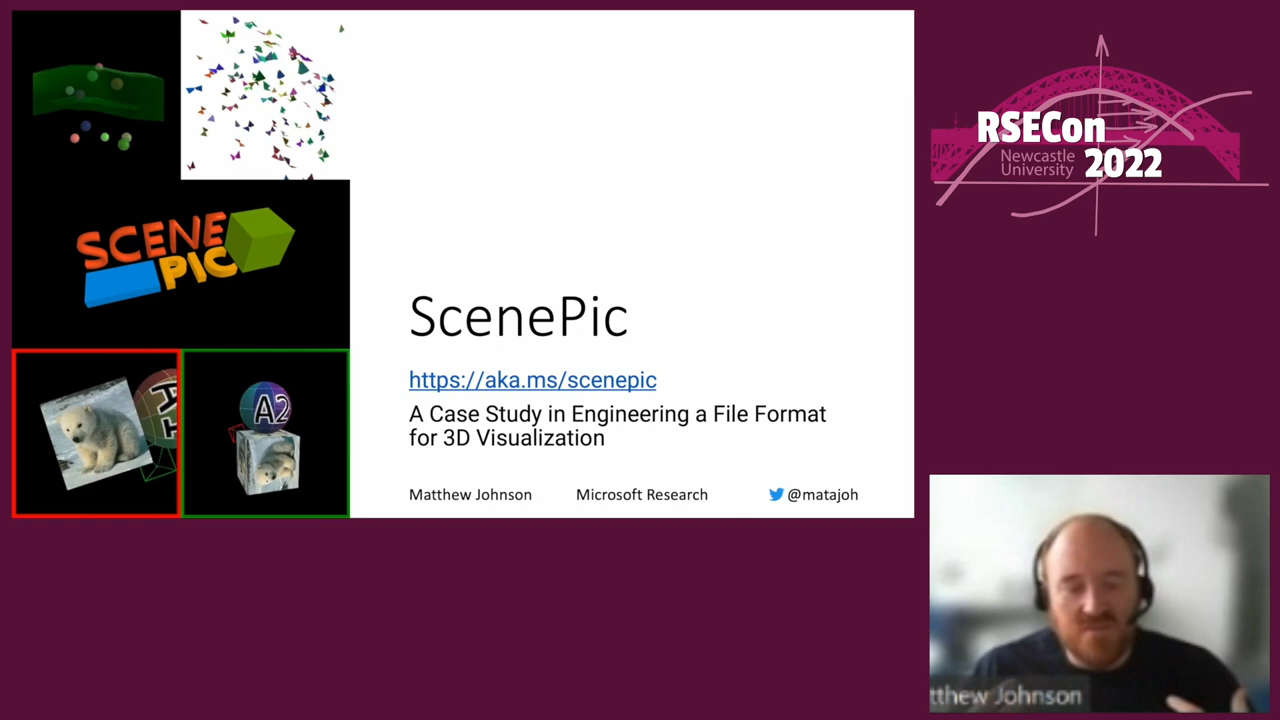 SCENE
PIC
A2
ScenePic
https://aka.ms/scenepic
A Case Study in Engineering a File Format
for 3D Visualization
Matthew Johnson Microsoft Research @matajoh
RSECon
Newcastle
University 2022
tthew Johnson